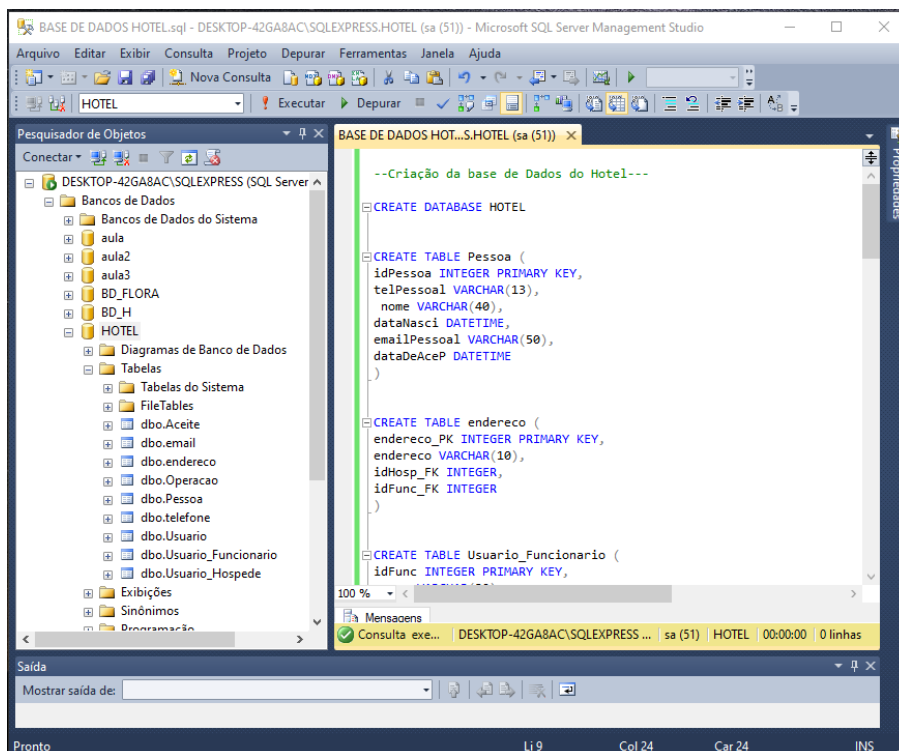 BASE DE DADOS HOTEL.sql - DESKTOP-42GA8AC\SQLEXPRESS.HOTEL (sa (51)) - Microsoft SQL Server Management Studio
Arquivo Editar Exibir Consulta Projeto Depurar Ferramentas Janela Ajuda
Nova Consulta
HOTEL Executar Depurar
Pesquisador de Objetos
Conectar
DESKTOP-42GA8AC\SQLEXPRESS (SQL Server
Bancos de Dados
Bancos de Dados do Sistema
aula
aula2
aula3
BD_FLORA
BD_H
HOTEL
Diagramas de Banco de Dados
Tabelas
Tabelas do Sistema
FileTables
dbo.Aceite
dbo.email
dbo.endereco
dbo.Operacao
dbo.Pessoa
dbo.telefone
dbo.Usuario
dbo.Usuario_Funcionario
dbo.Usuario_Hospede
Exibições
Sinônimos
Programação
BASE DE DADOS HOT...S.HOTEL (sa (51))
--Criação da base de Dados do Hotel---
CREATE DATABASE HOTEL
CREATE TABLE Pessoa (
idPessoa INTEGER PRIMARY KEY,
telPessoal VARCHAR(13),
nome VARCHAR(40),
dataNasci DATETIME,
emailPessoal VARCHAR(50),
dataDeAceP DATETIME
)
CREATE TABLE endereco (
endereco_PK INTEGER PRIMARY KEY,
endereco VARCHAR(10),
idHosp_FK INTEGER,
idFunc_FK INTEGER
)
CREATE TABLE Usuario_Funcionario (
idFunc INTEGER PRIMARY KEY,
100 %
Mensagens
Consulta exe... DESKTOP-42GA8AC\SQLEXPRESS ... sa (51) HOTEL 00:00:00 0 linhas
Propriedades
Saída
Mostrar saída de:
Pronto Li 9 Col 24 Car 24 INS